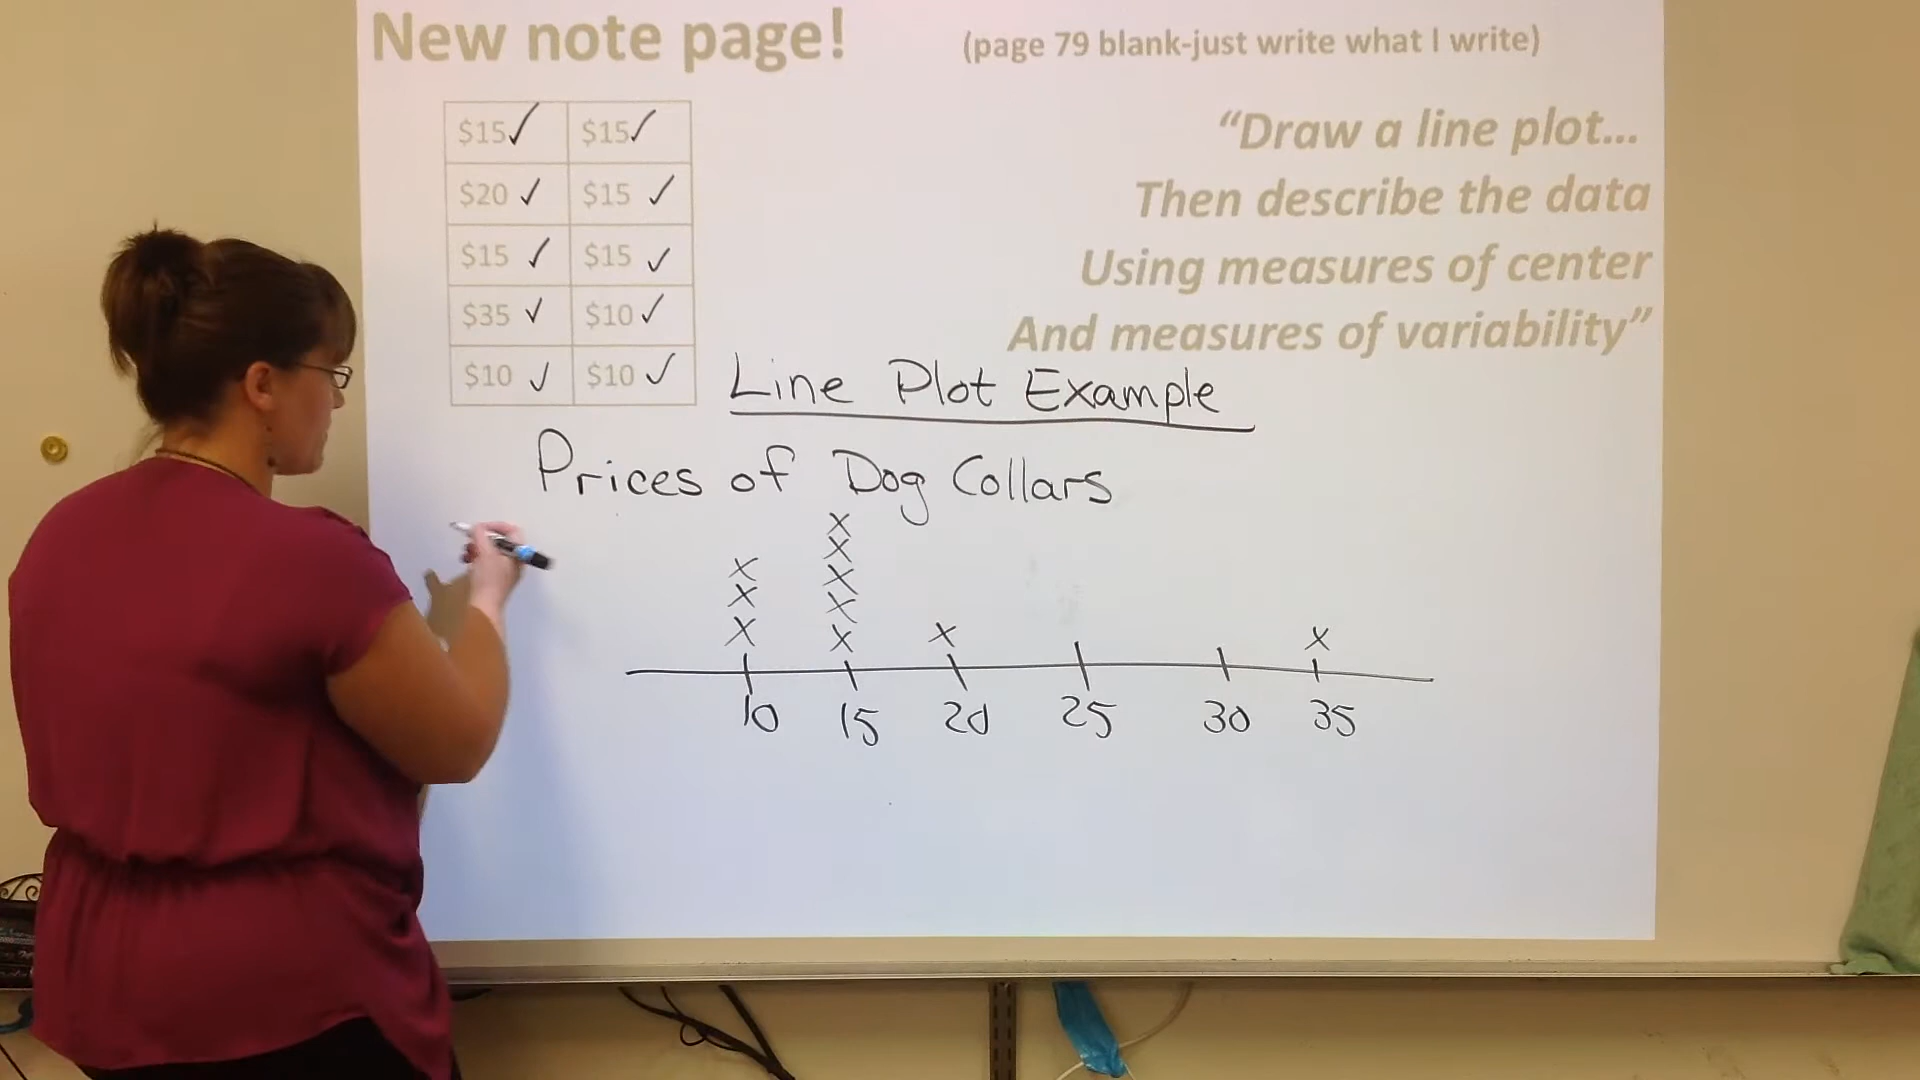 New note page!
(page 79 blank-just write what I write)
$15✓ $15✓
$20 ✓ $15 ✓
$15 ✓ $15 ✓
$35 ✓ $10 ✓
$10 ✓ $10 ✓
“Draw a line plot...
Then describe the data
Using measures of center
And measures of variability”
Line Plot Example
Prices of Dog Collars
x
x x
x x x
x x
x x x x
10 15 20 25 30 35